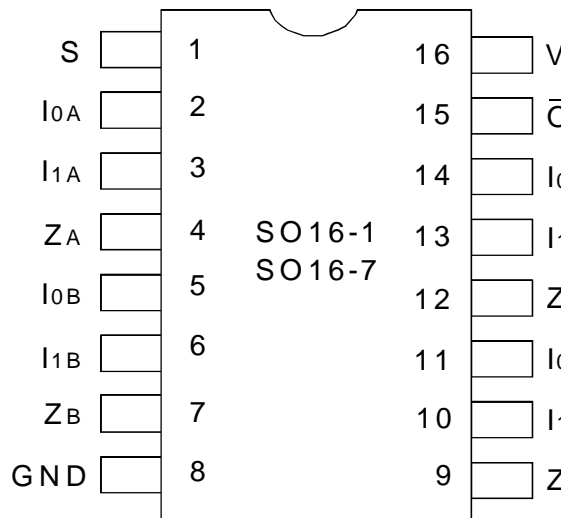 S 1 16
I0A 2 15
I1A 3 14
ZA 4 SO16-1 13
SO16-7
I0B 5 12
I1B 6 11
ZB 7 10
GND 8 9